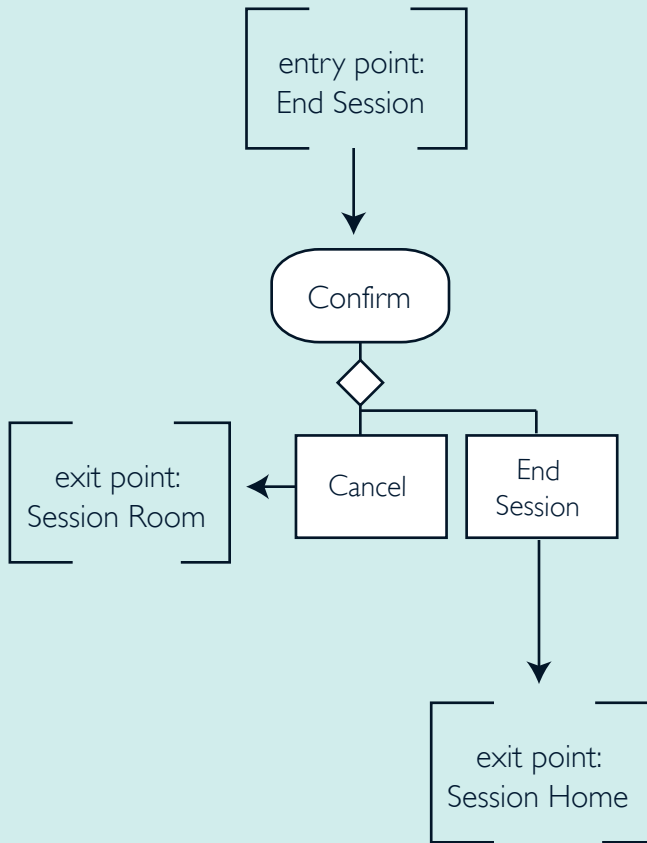 entry point:
End Session
Confirm
Cancel
End
Session
exit point:
Session Room
exit point:
Session Home